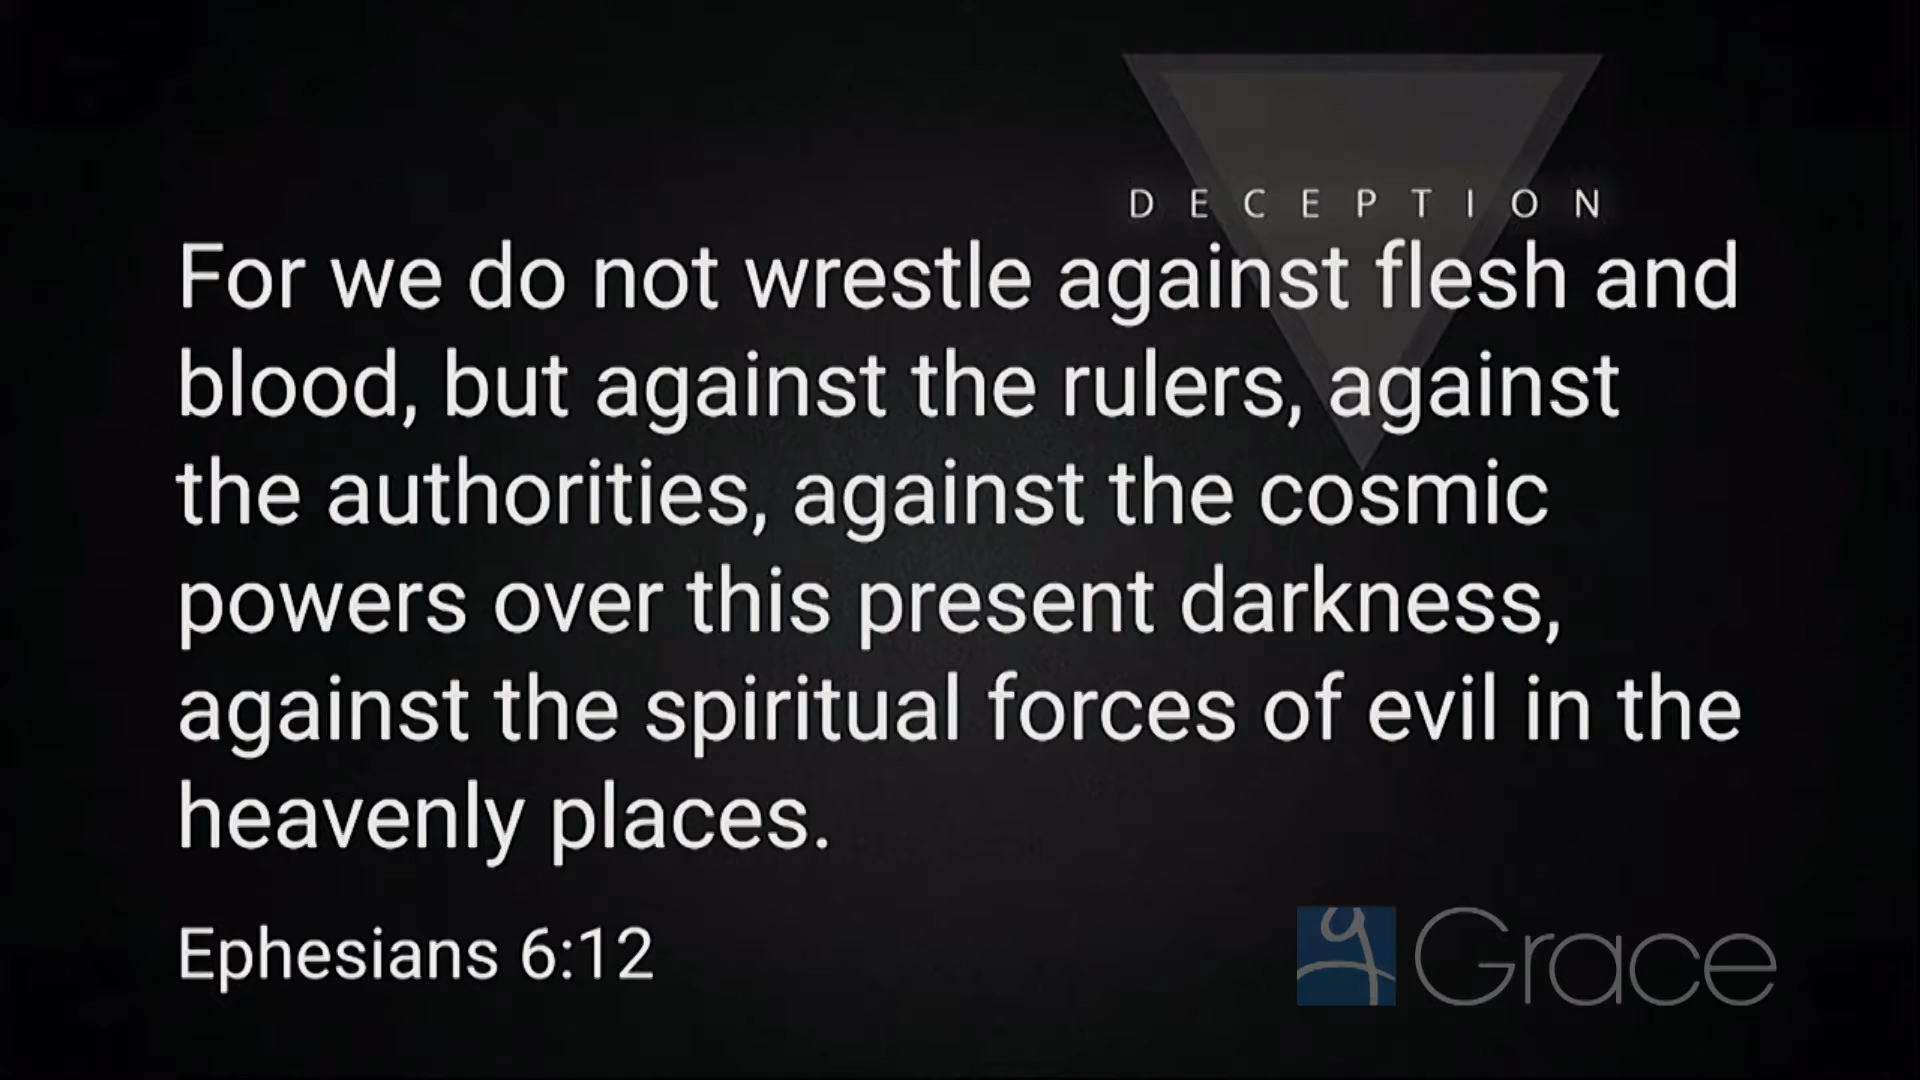 DECEPTION
For we do not wrestle against flesh and
blood, but against the rulers, against
the authorities, against the cosmic
powers over this present darkness,
against the spiritual forces of evil in the
heavenly places.
Ephesians 6:12
Grace